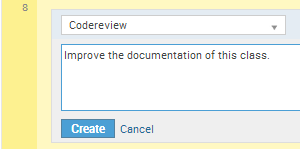 8
Codereview
Improve the documentation of this class.
Create Cancel